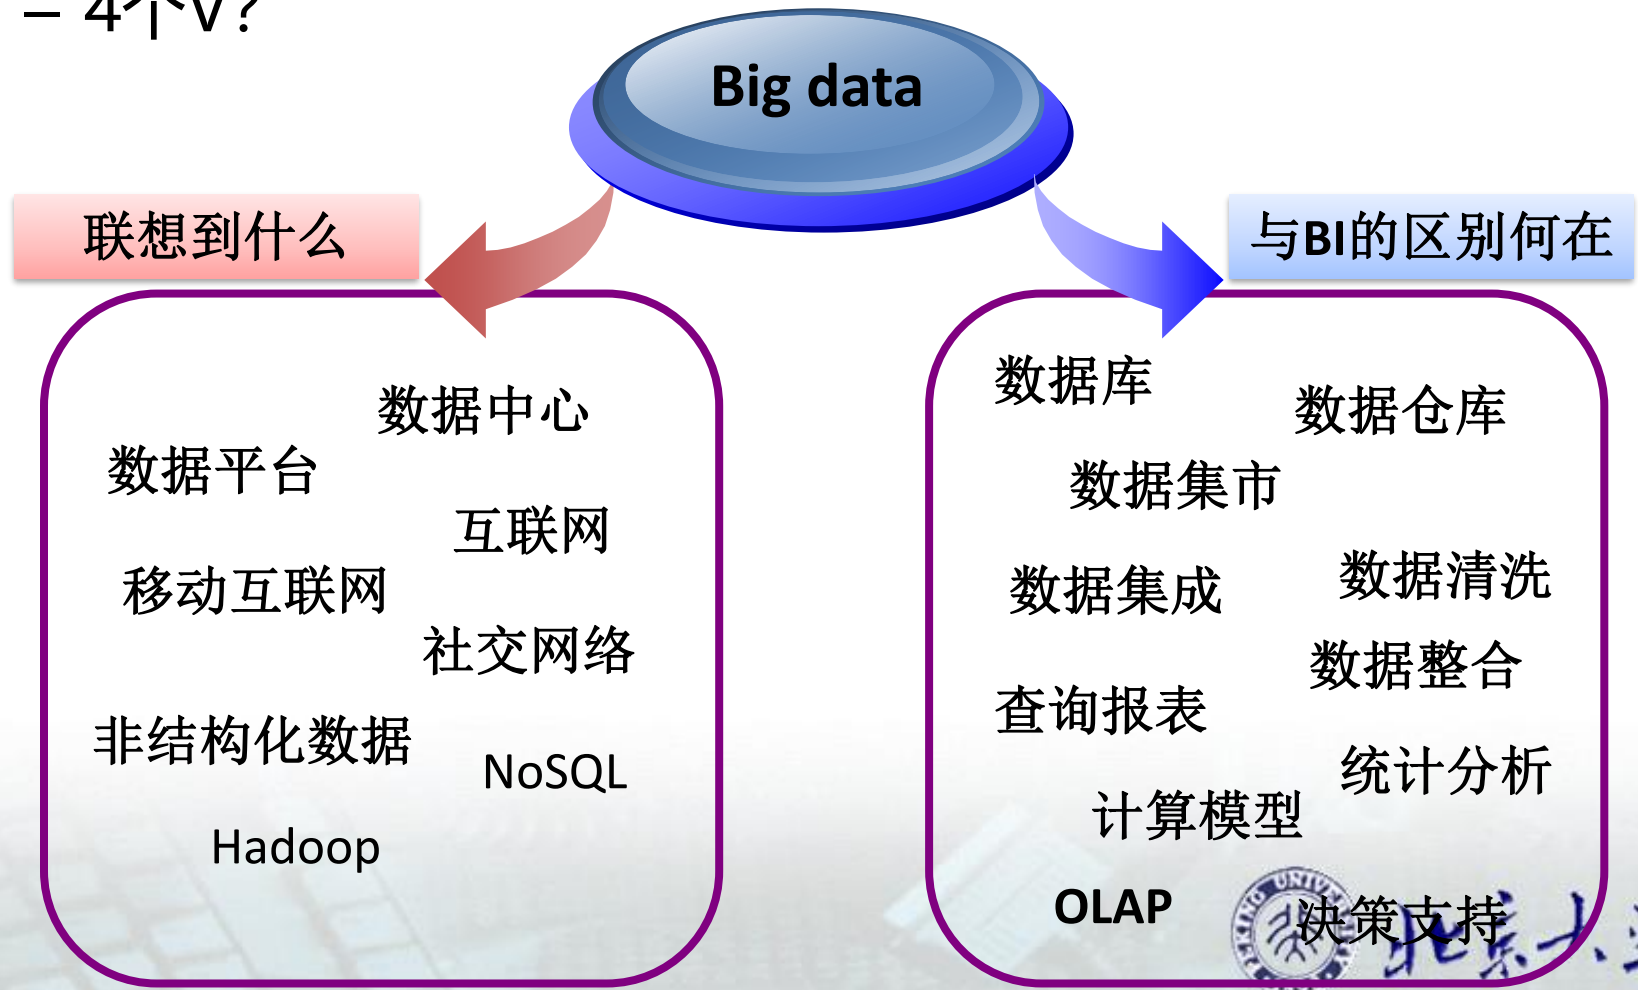 – 4个V?
Big data
联想到什么
与BI的区别何在
数据中心
数据平台
互联网
移动互联网
社交网络
非结构化数据
NoSQL
Hadoop
数据库
数据仓库
数据集市
数据清洗
数据集成
数据整合
查询报表
统计分析
计算模型
OLAP
决策支持
北京大